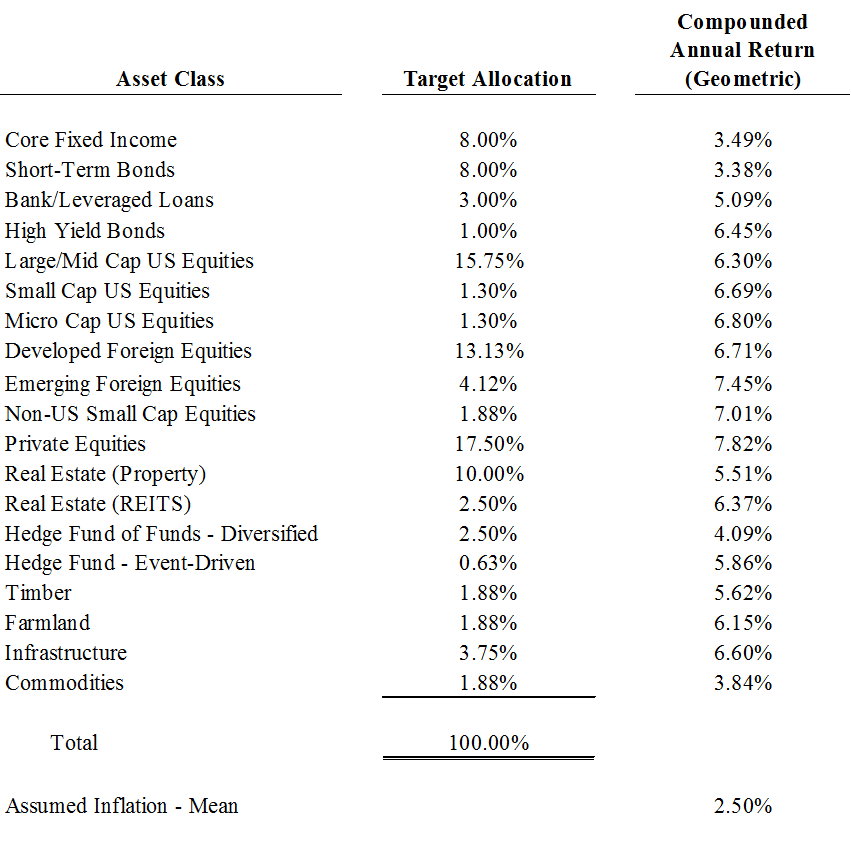 Compounded
Annual Return
Asset Class Target Allocation (Geometric)
Core Fixed Income 8.00% 3.49%
Short-Term Bonds 8.00% 3.38%
Bank/Leveraged Loans 3.00% 5.09%
High Yield Bonds 1.00% 6.45%
Large/Mid Cap US Equities 15.75% 6.30%
Small Cap US Equities 1.30% 6.69%
Micro Cap US Equities 1.30% 6.80%
Developed Foreign Equities 13.13% 6.71%
Emerging Foreign Equities 4.12% 7.45%
Non-US Small Cap Equities 1.88% 7.01%
Private Equities 17.50% 7.82%
Real Estate (Property) 10.00% 5.51%
Real Estate (REITS) 2.50% 6.37%
Hedge Fund of Funds - Diversified 2.50% 4.09%
Hedge Fund - Event-Driven 0.63% 5.86%
Timber 1.88% 5.62%
Farmland 1.88% 6.15%
Infrastructure 3.75% 6.60%
Commodities 1.88% 3.84%
Total 100.00%
Assumed Inflation - Mean 2.50%